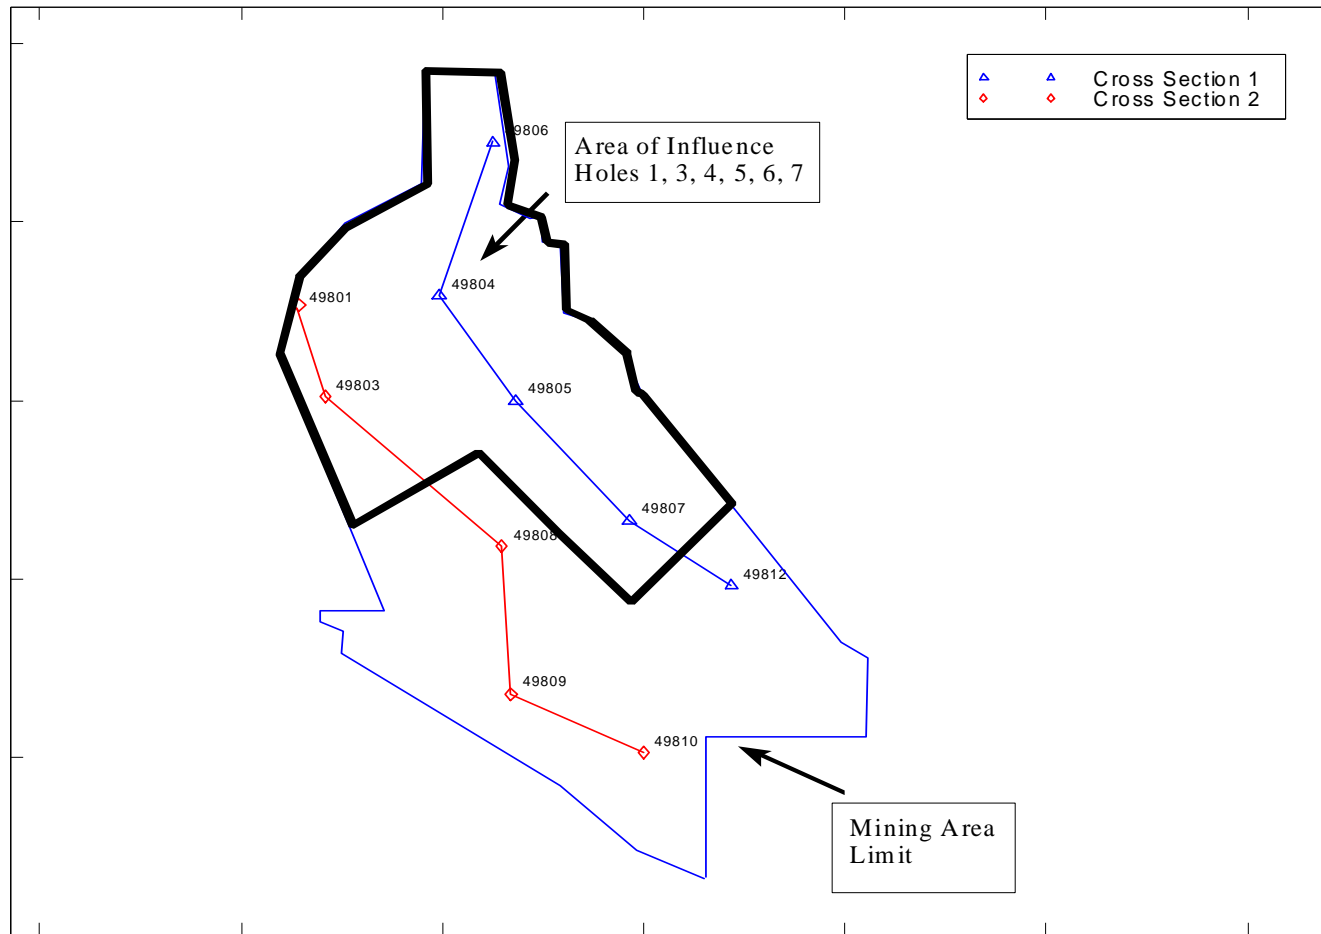 Cross Section 1
Cross Section 2
49806
Area of Influence
Holes 1, 3, 4, 5, 6, 7
49804
49801
49803
49805
49807
49808
49812
49809
49810
Mining Area
Limit